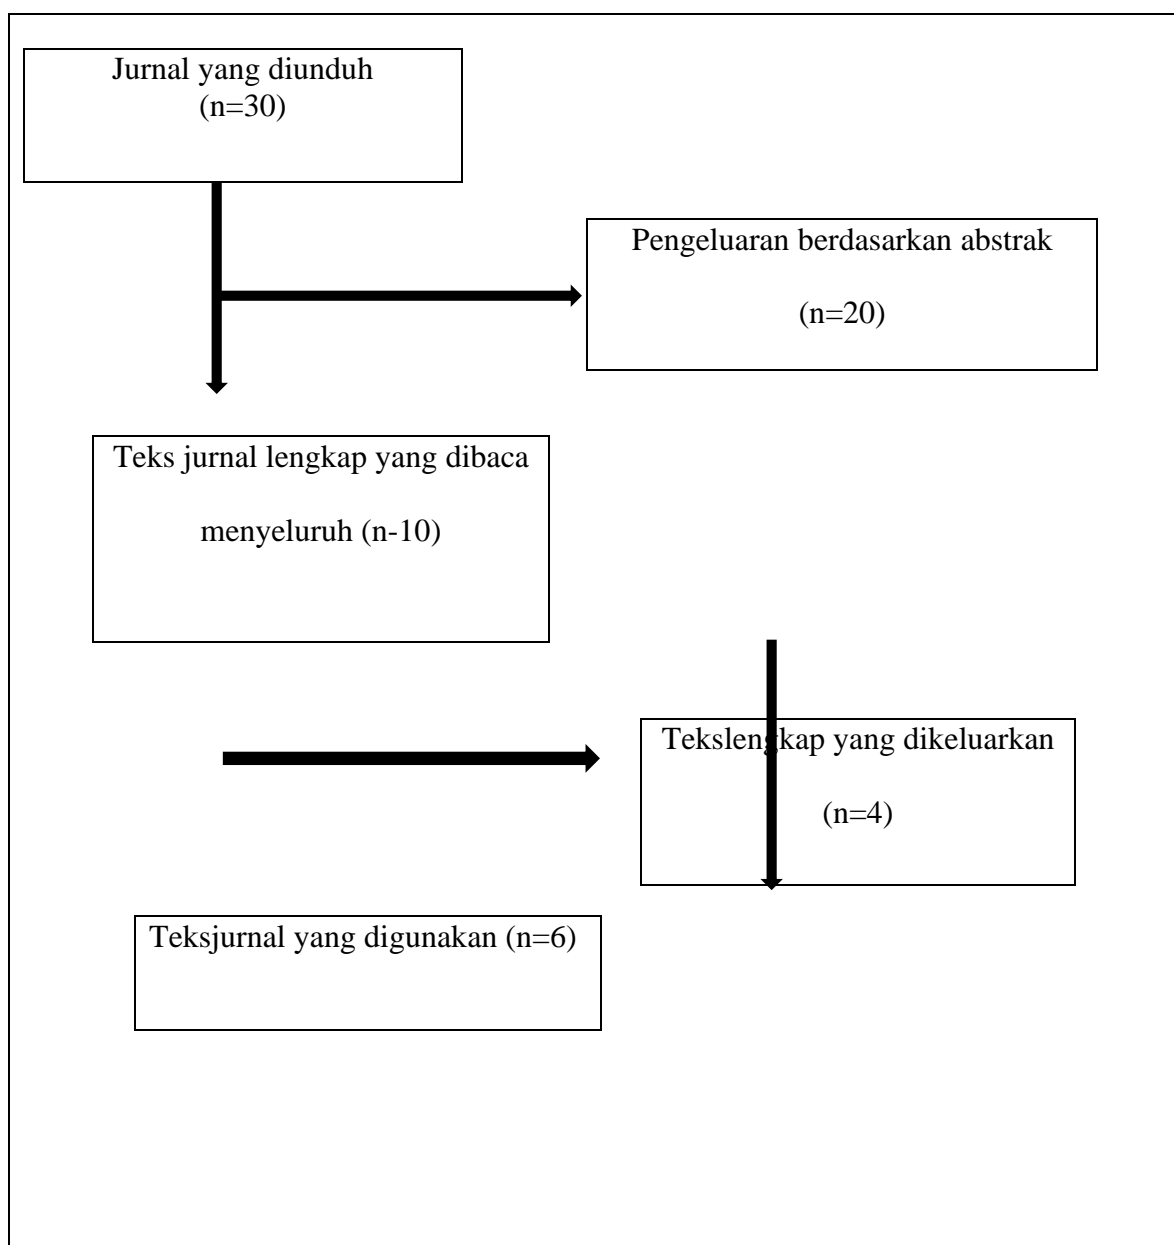 Jurnal yang diunduh
(n=30)
Pengeluaran berdasarkan abstrak
(n=20)
Teks jurnal lengkap yang dibaca
menyeluruh (n-10)
Tekslengkap yang dikeluarkan
(n=4)
Teksjurnal yang digunakan (n=6)